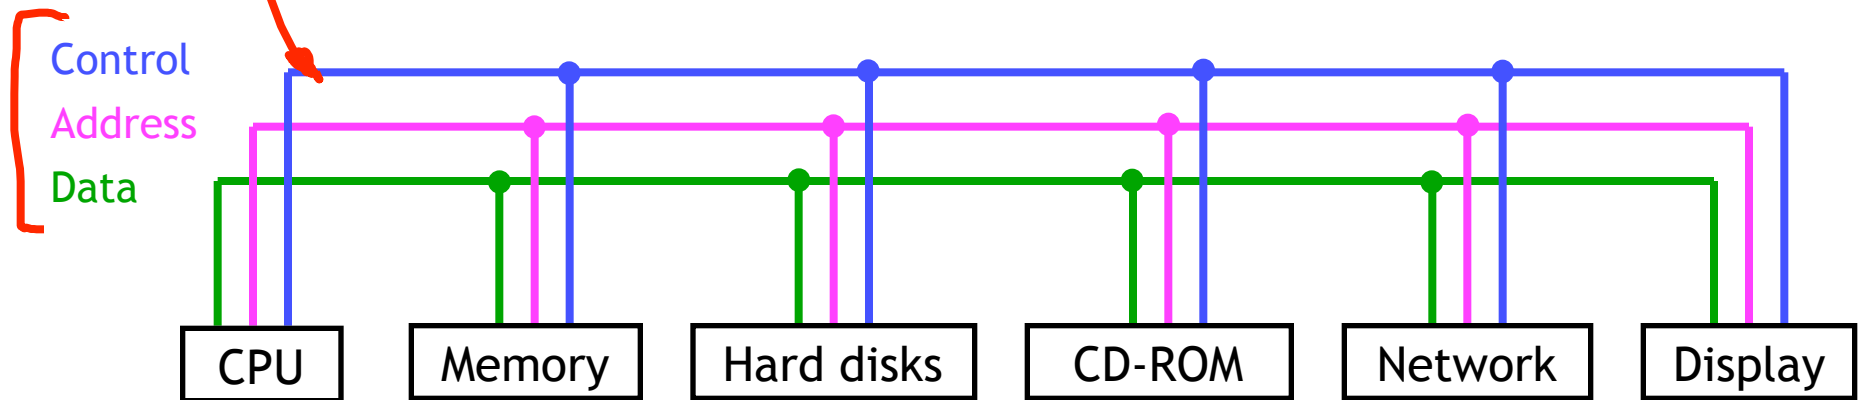 Control
Address
Data
CPU Memory Hard disks CD-ROM Network Display